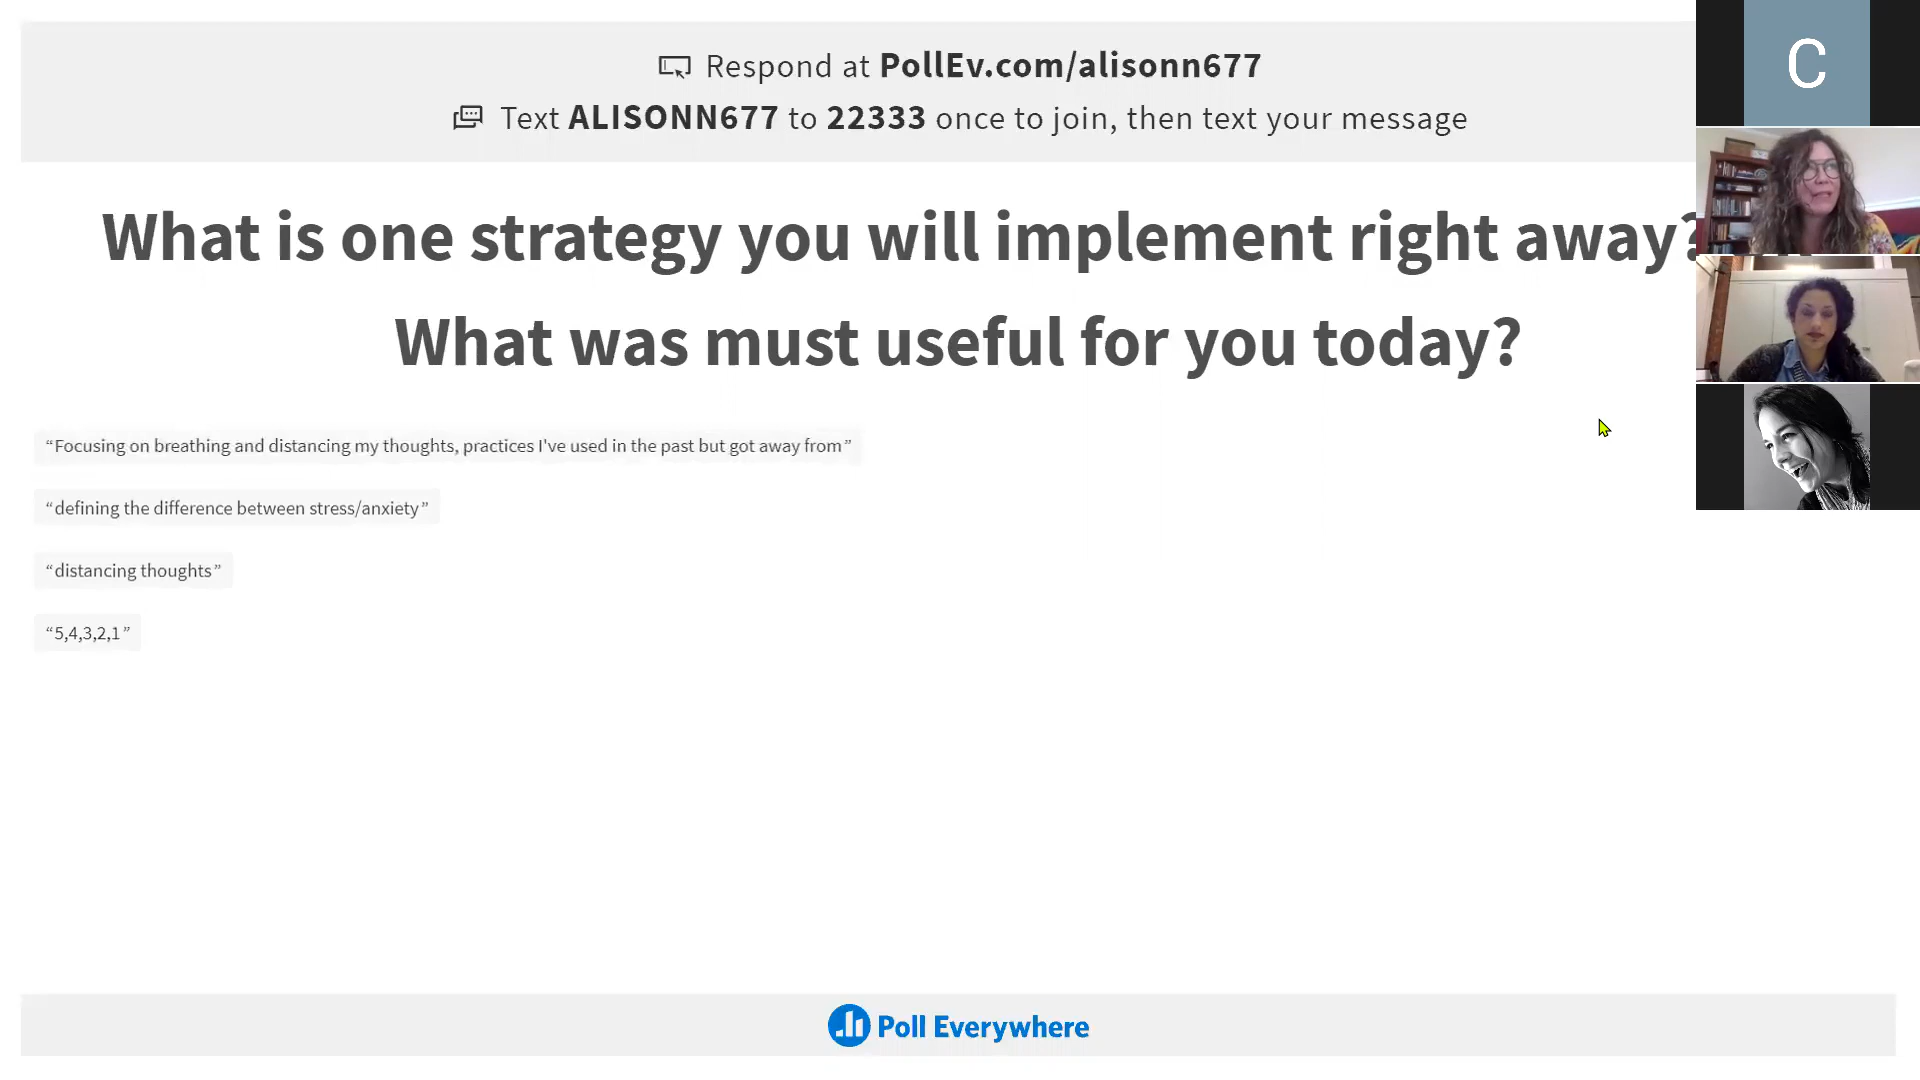 Respond at PollEv.com/alisonn677
Text ALISONN677 to 22333 once to join, then text your message
C
What is one strategy you will implement right away?
What was must useful for you today?
“Focusing on breathing and distancing my thoughts, practices I've used in the past but got away from”
“defining the difference between stress/anxiety”
“distancing thoughts”
“5,4,3,2,1”
Poll Everywhere